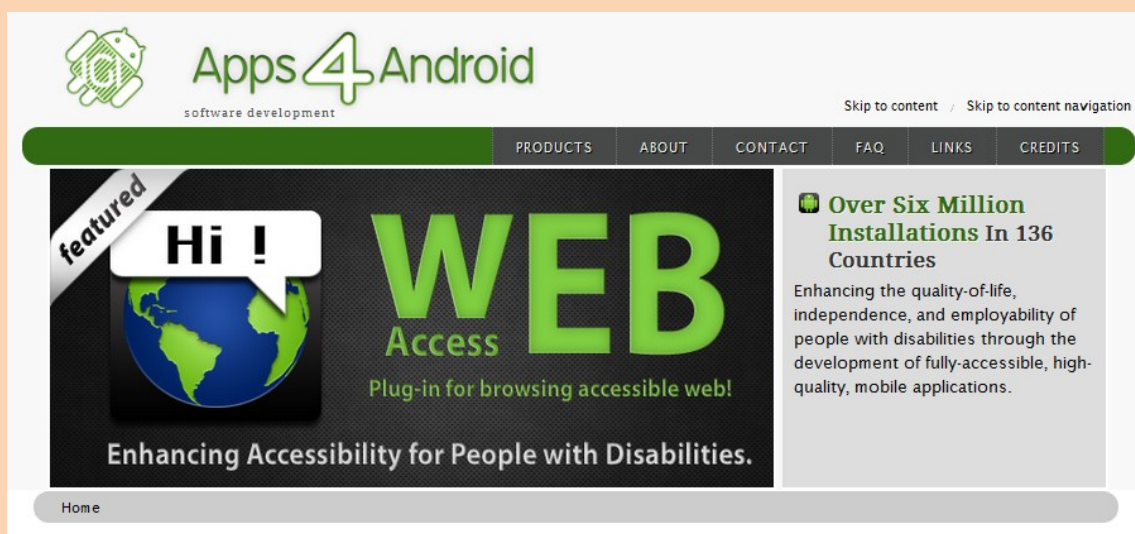 Apps 4 Android
software development
Skip to content / Skip to content navigation
PRODUCTS ABOUT CONTACT FAQ LINKS CREDITS
featured
Hi !
WEB
Access
Plug-in for browsing accessible web!
Enhancing Accessibility for People with Disabilities.
Over Six Million
Installations In 136
Countries
Enhancing the quality-of-life,
independence, and employability of
people with disabilities through the
development of fully-accessible, high-
quality, mobile applications.
Home